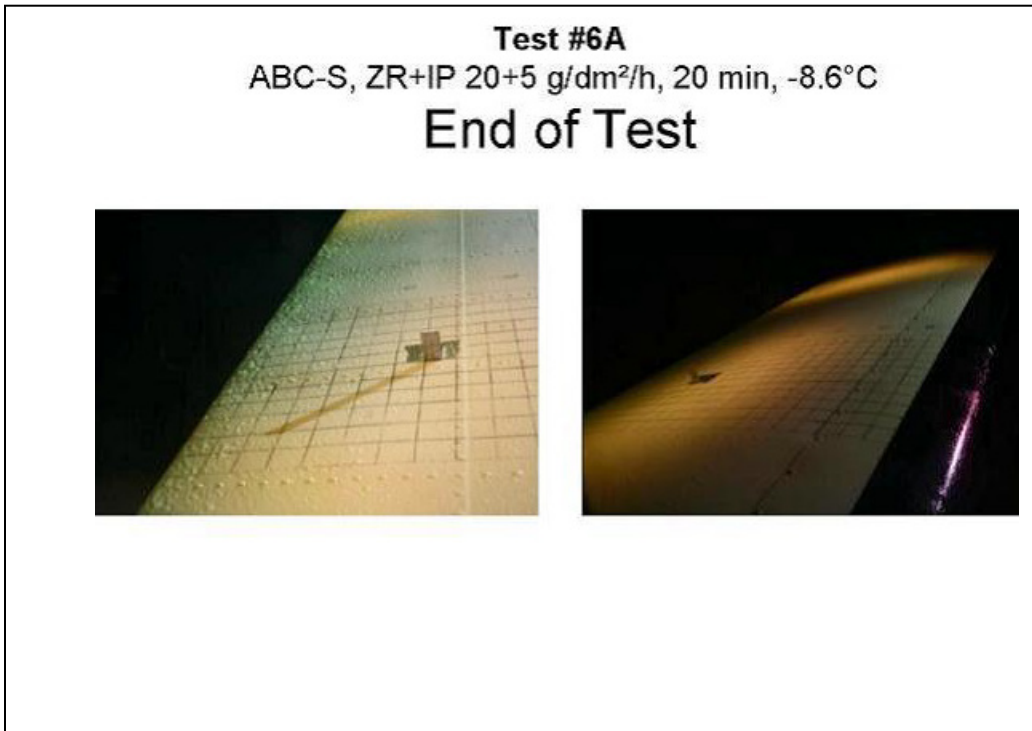 Test #6A
ABC-S, ZR+IP 20+5 g/dm²/h, 20 min, -8.6°C
End of Test